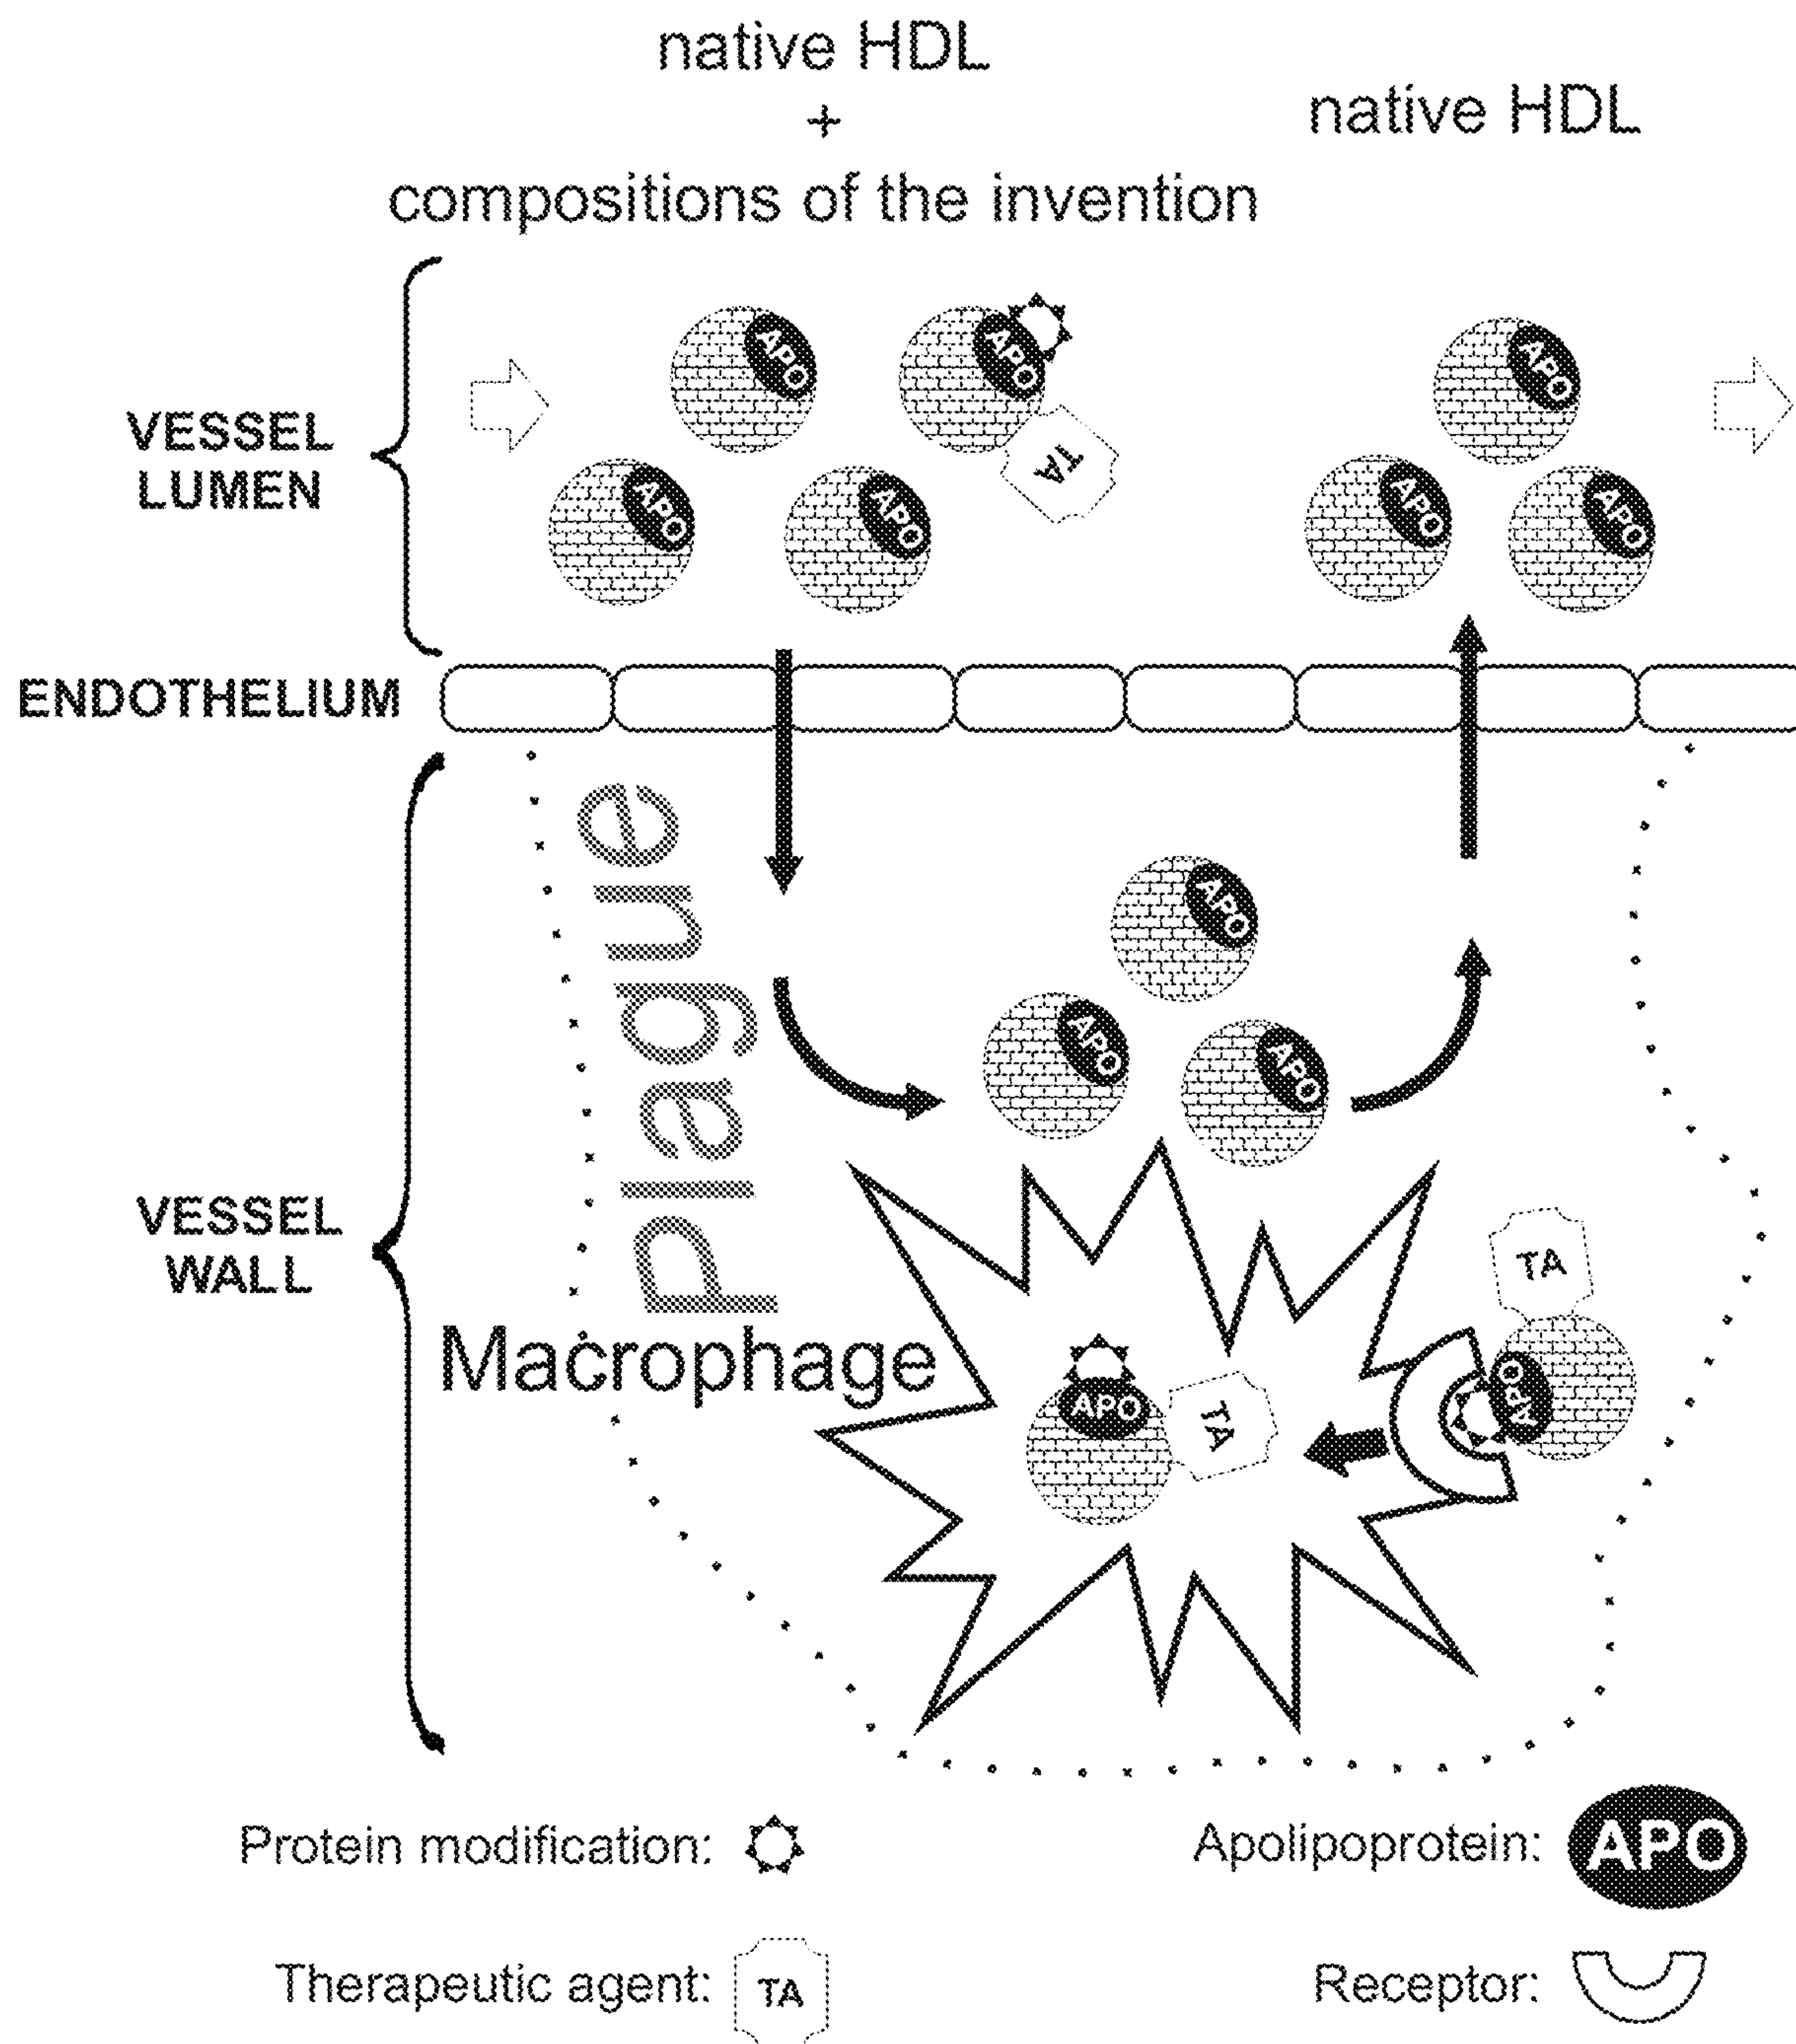 native HDL
+
compositions of the invention
native HDL
APO
APO
TA
APO
APO
APO
APO
APO
VESSEL
LUMEN
ENDOTHELIUM
Plaque
APO
APO
APO
VESSEL
WALL
Macrophage
TA
APO
APO
TA
Protein modification:
Apolipoprotein: APO
Therapeutic agent: TA
Receptor: